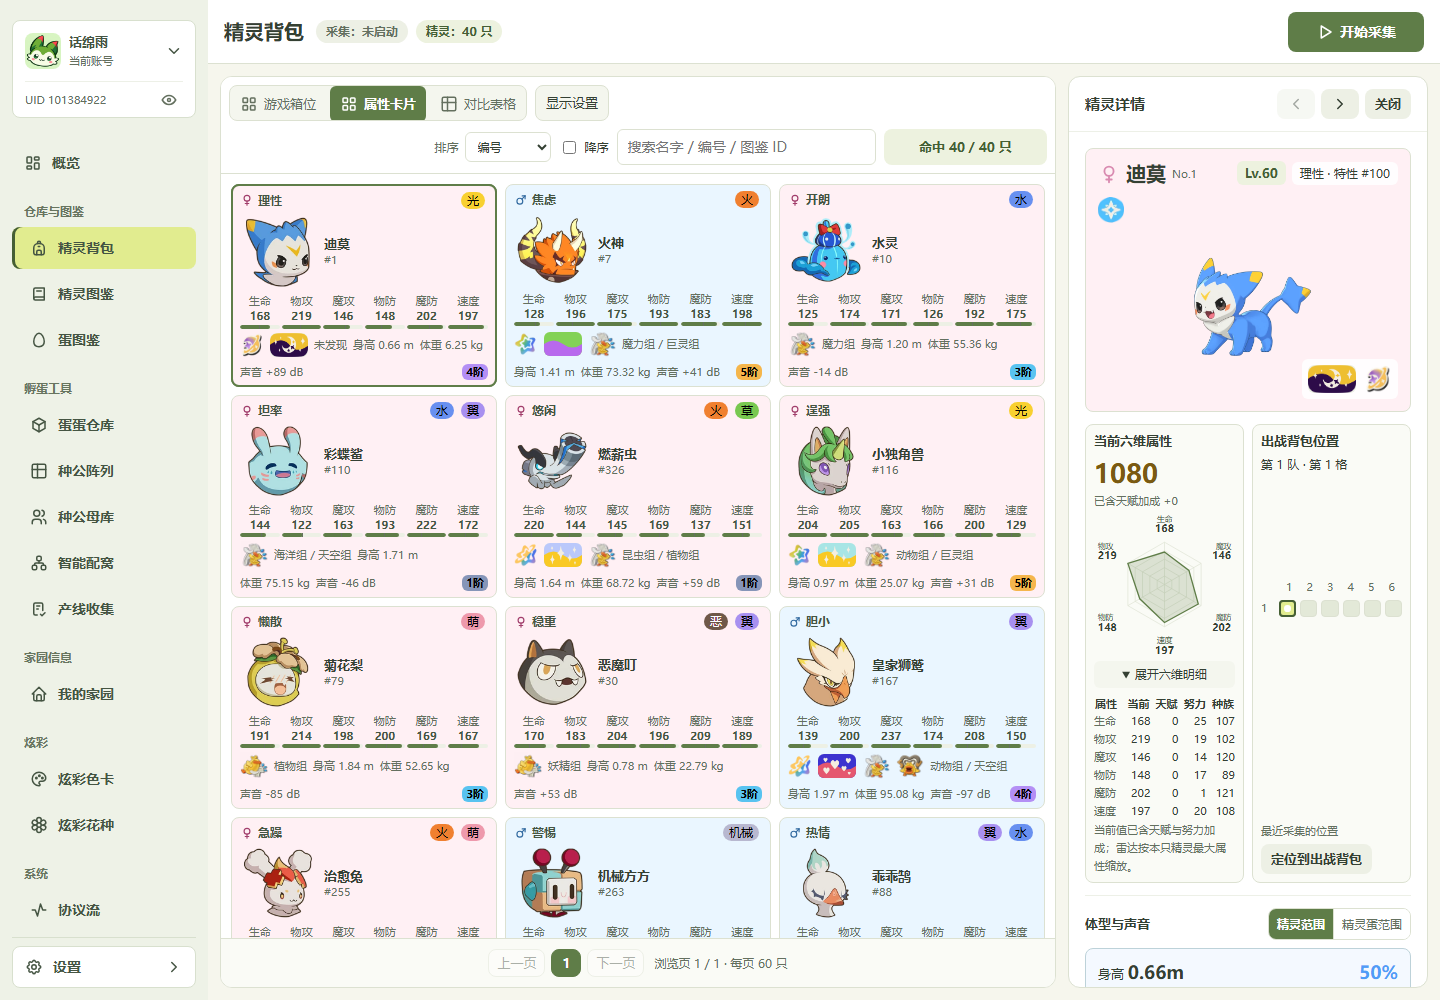 话绵雨
当前账号
UID 101384922
概览
仓库与图鉴
精灵背包
精灵图鉴
蛋图鉴
孵蛋工具
蛋蛋仓库
种公阵列
种公母库
智能配窝
产线收集
家园信息
我的家园
炫彩
炫彩色卡
炫彩花种
系统
协议流
设置
精灵背包 采集：未启动 精灵：40 只
开始采集
游戏箱位 属性卡片 对比表格 显示设置
排序 编号 降序 搜索名字 / 编号 / 图鉴 ID 命中 40 / 40 只
理性 光
迪莫
#1
生命 物攻 魔攻 物防 魔防 速度
168 219 146 148 202 197
未发现 身高 0.66 m 体重 6.25 kg
声音 +89 dB 4阶
焦虑 火
火神
#7
生命 物攻 魔攻 物防 魔防 速度
128 196 175 193 183 198
魔力组 / 巨灵组
身高 1.41 m 体重 73.32 kg 声音 +41 dB 5阶
开朗 水
水灵
#10
生命 物攻 魔攻 物防 魔防 速度
125 174 171 126 192 175
魔力组 身高 1.20 m 体重 55.36 kg
声音 -14 dB 3阶
坦率 水 翼
彩蝶鲨
#110
生命 物攻 魔攻 物防 魔防 速度
144 122 163 193 222 172
海洋组 / 天空组 身高 1.71 m
体重 75.15 kg 声音 -46 dB 1阶
悠闲 火 草
燃薪虫
#326
生命 物攻 魔攻 物防 魔防 速度
220 144 145 169 137 151
昆虫组 / 植物组
身高 1.64 m 体重 68.72 kg 声音 +59 dB 1阶
逞强 光
小独角兽
#116
生命 物攻 魔攻 物防 魔防 速度
204 205 163 166 200 129
动物组 / 巨灵组
身高 0.97 m 体重 25.07 kg 声音 +31 dB 5阶
懒散 萌
菊花梨
#79
生命 物攻 魔攻 物防 魔防 速度
191 214 198 200 169 167
植物组 身高 1.84 m 体重 52.65 kg
声音 -85 dB 3阶
稳重 恶 翼
恶魔叮
#30
生命 物攻 魔攻 物防 魔防 速度
170 183 204 196 209 189
妖精组 身高 0.78 m 体重 22.79 kg
声音 +53 dB 3阶
胆小 翼
皇家狮鹫
#167
生命 物攻 魔攻 物防 魔防 速度
139 200 237 174 208 150
动物组 / 天空组
身高 1.97 m 体重 95.08 kg 声音 -97 dB 4阶
急躁 火 萌
治愈兔
#255
生命 物攻 魔攻 物防 魔防 速度
警惕 机械
机械方方
#263
生命 物攻 魔攻 物防 魔防 速度
热情 翼 水
乖乖鹄
#88
生命 物攻 魔攻 物防 魔防 速度
上一页 1 下一页 浏览页 1 / 1 · 每页 60 只
精灵详情 关闭
迪莫 No.1 Lv.60 理性 · 特性 #100
当前六维属性
1080
已含天赋加成 +0
生命
168
物攻
219
魔攻
146
物防
148
魔防
202
速度
197
▼ 展开六维明细
属性 当前 天赋 努力 种族
生命 168 0 25 107
物攻 219 0 19 102
魔攻 146 0 14 120
物防 148 0 17 89
魔防 202 0 1 121
速度 197 0 20 108
当前值已含天赋与努力加
成；雷达按本只精灵最大属
性缩放。
出战背包位置
第 1 队 · 第 1 格
1 2 3 4 5 6
1
最近采集的位置
定位到出战背包
体型与声音 精灵范围 精灵蛋范围
身高 0.66m 50%